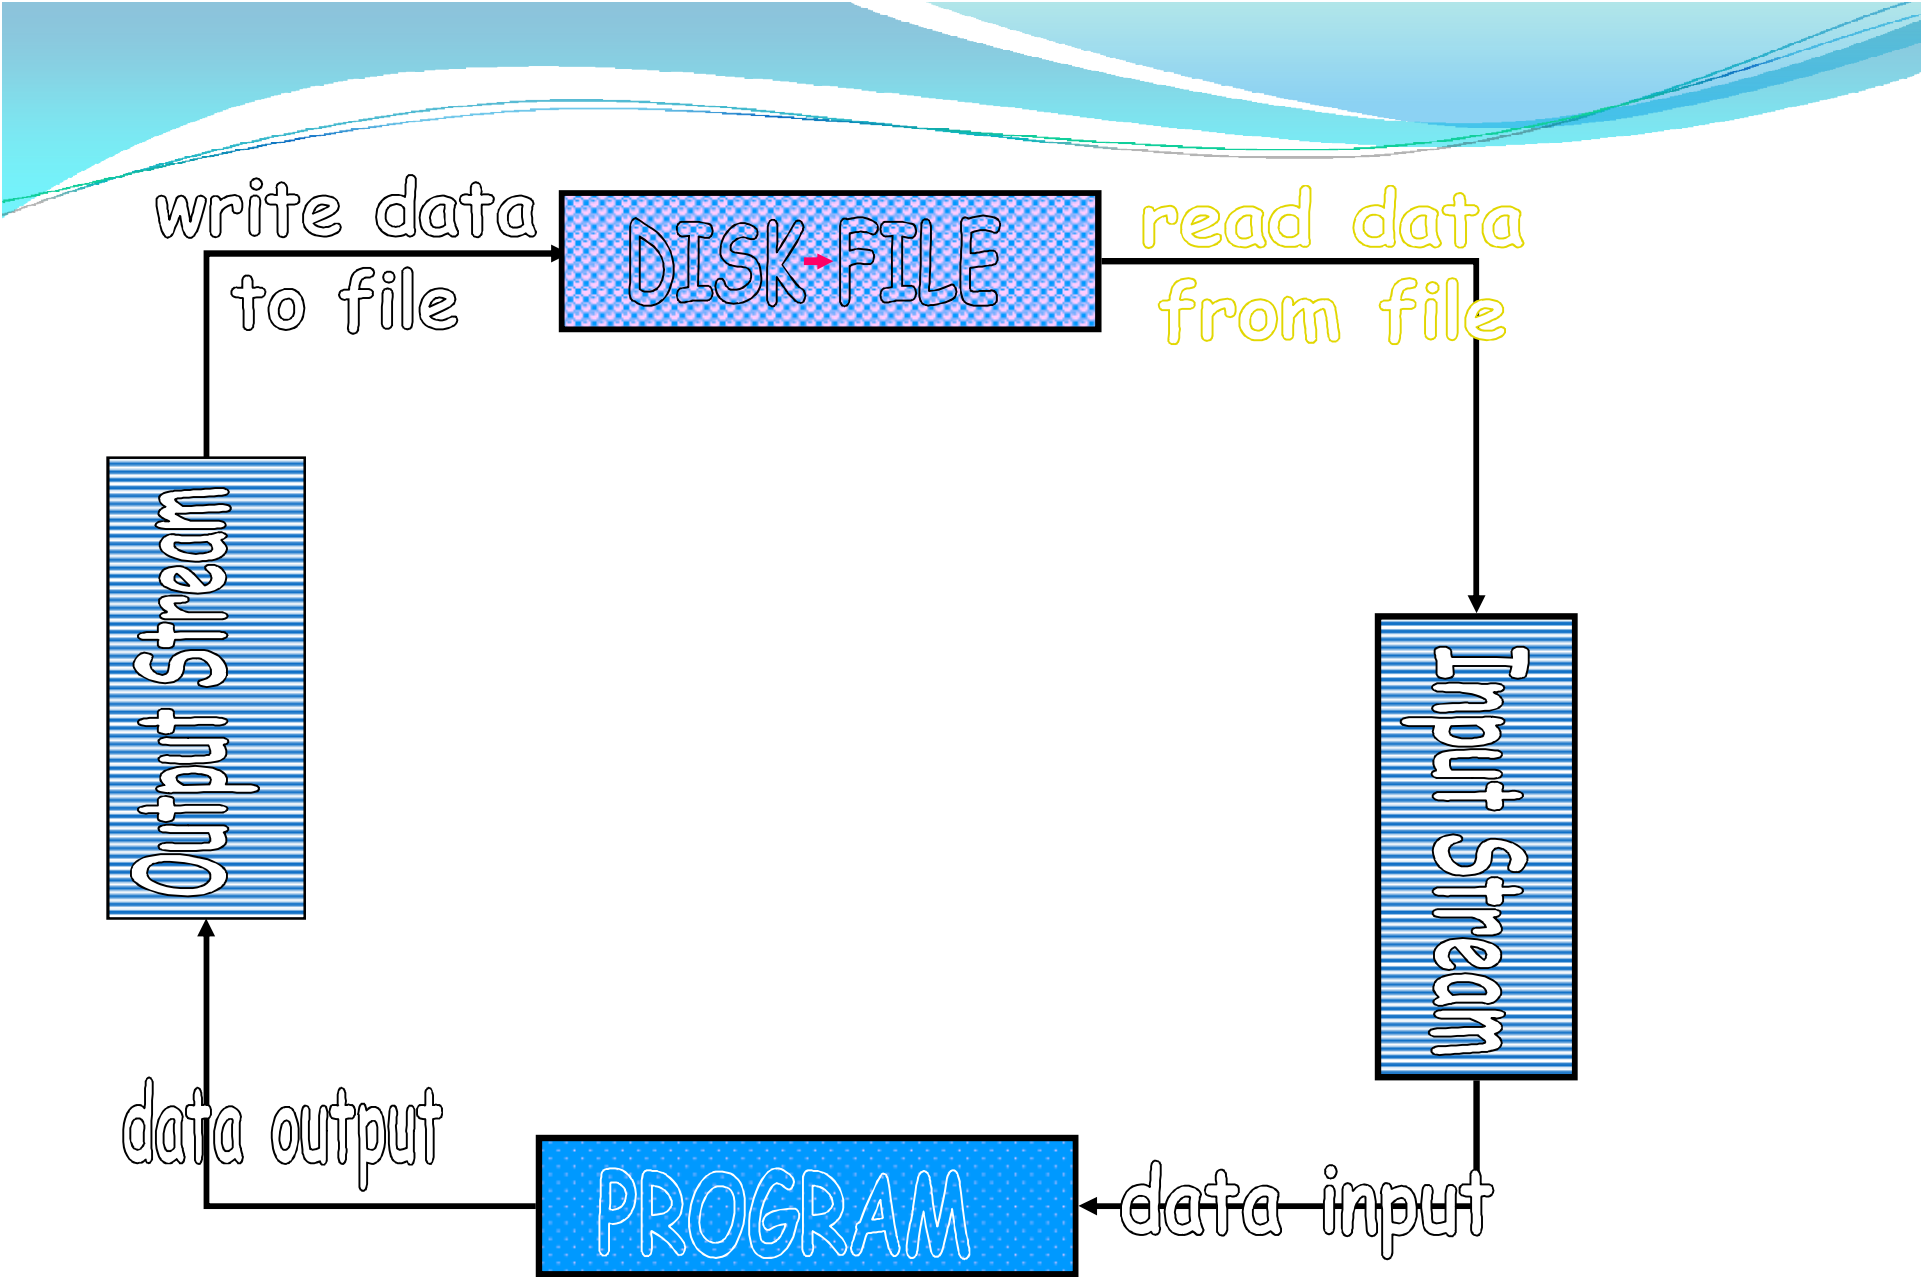 write data
to file
DISK FILE
read data
from file
Output Stream
Input Stream
data output
PROGRAM
data input